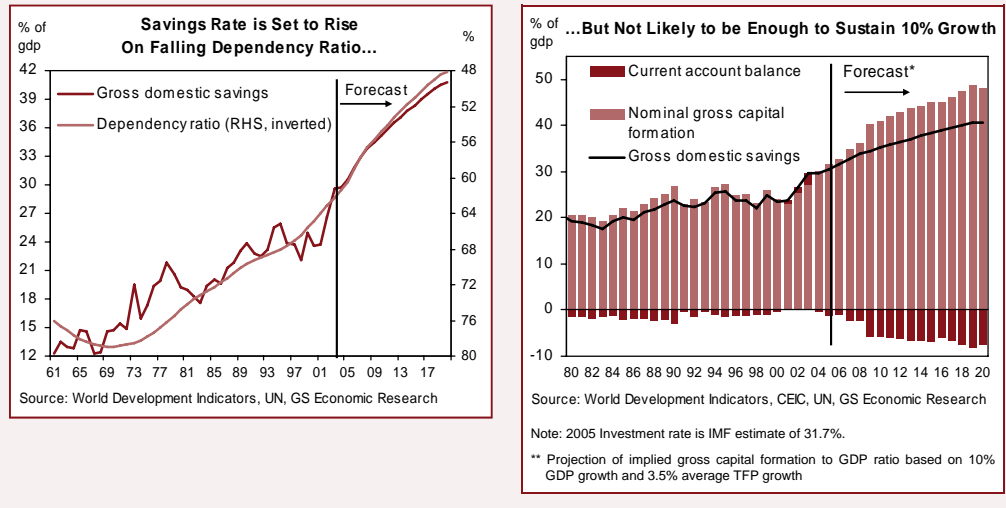 Savings Rate is Set to Rise
On Falling Dependency Ratio...
% of
gdp
%
42
39
36
33
30
27
24
21
18
15
12
48
52
56
60
64
68
72
76
80
Gross domestic savings
Dependency ratio (RHS, inverted)
Forecast
61 65 69 73 77 81 85 89 93 97 01 05 09 13 17
Source: World Development Indicators, UN, GS Economic Research
...But Not Likely to be Enough to Sustain 10% Growth
% of
gdp
50
40
30
20
10
0
-10
Current account balance
Nominal gross capital
formation
Gross domestic savings
Forecast*
80 82 84 86 88 90 92 94 96 98 00 02 04 06 08 10 12 14 16 18 20
Source: World Development Indicators, CEIC, UN, GS Economic Research
Note: 2005 Investment rate is IMF estimate of 31.7%.
** Projection of implied gross capital formation to GDP ratio based on 10%
GDP growth and 3.5% average TFP growth